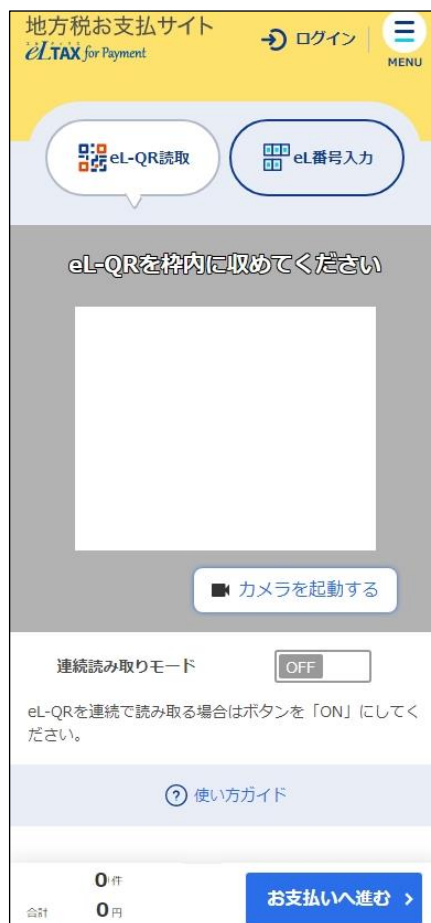 地方税お支払サイト
eLTAX for Payment
ログイン
MENU
eL-QR読取
eL番号入力
eL-QRを枠内に収めてください
カメラを起動する
連続読み取りモード
OFF
eL-QRを連続で読み取る場合はボタンを「ON」にしてく
ださい。
? 使い方ガイド
0 件
合計 0 円
お支払いへ進む >